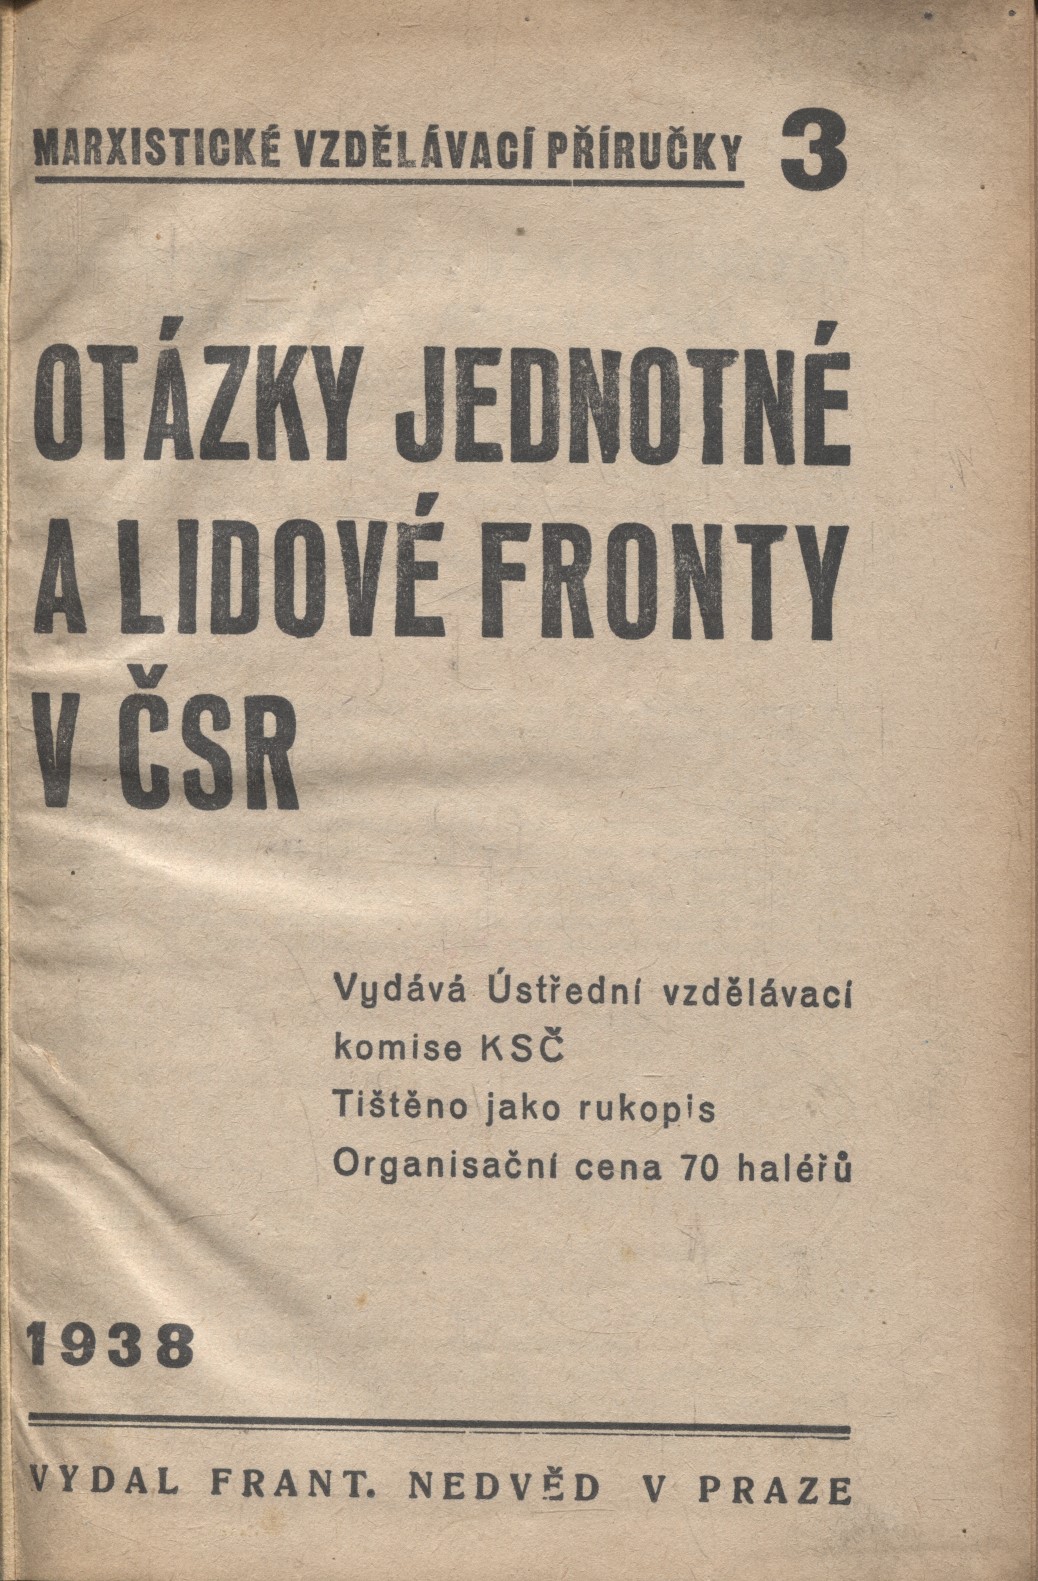 MARXISTICKÉ VZDĚLÁVACÍ PŘÍRUČKY 3
OTÁZKY JEDNOTNÉ
A LIDOVÉ FRONTY
V ČSR
Vydává Ústřední vzdělávací
komise KSČ
Tištěno jako rukopis
Organisační cena 70 haléřů
1938
VYDAL FRANT. NEDVĚD V PRAZE